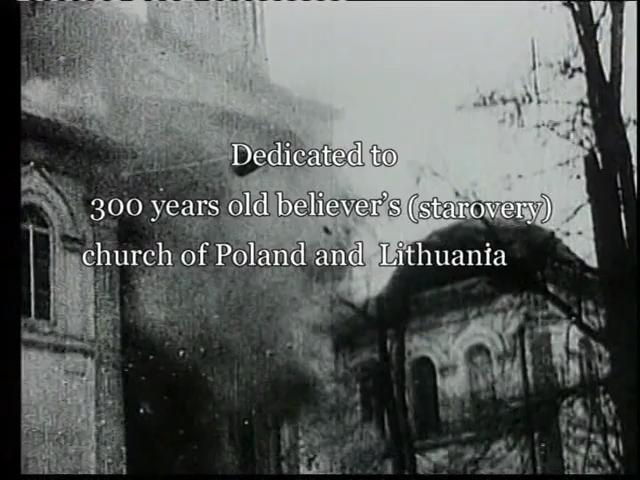 Dedicated to
300 years old believer's (starovery)
church of Poland and Lithuania